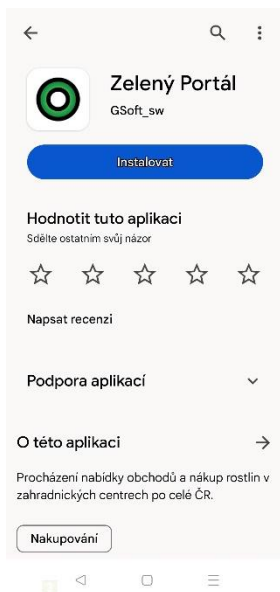 Zelený Portál
GSoft_sw
Instalovat
Hodnotit tuto aplikaci
Sdělte ostatním svůj názor
Napsat recenzi
Podpora aplikací
O této aplikaci
Procházení nabídky obchodů a nákup rostlin v
zahradnických centrech po celé ČR.
Nakupování